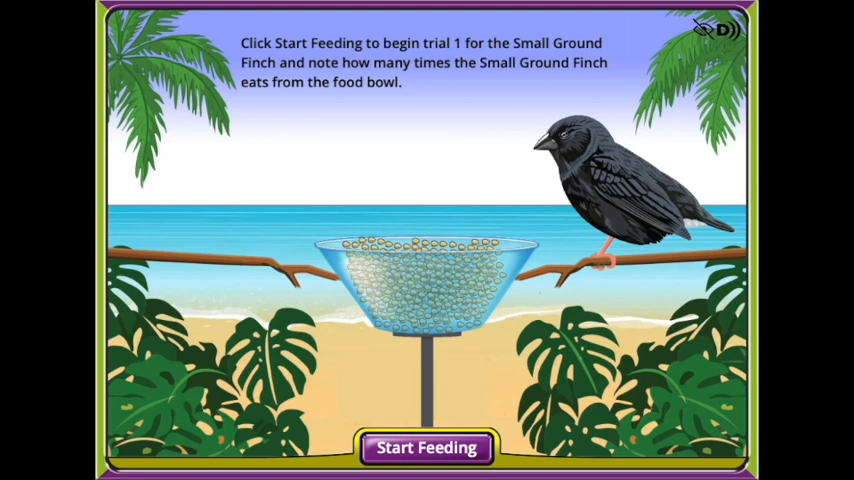 Click Start Feeding to begin trial 1 for the Small Ground
Finch and note how many times the Small Ground Finch
eats from the food bowl.
D
Start Feeding